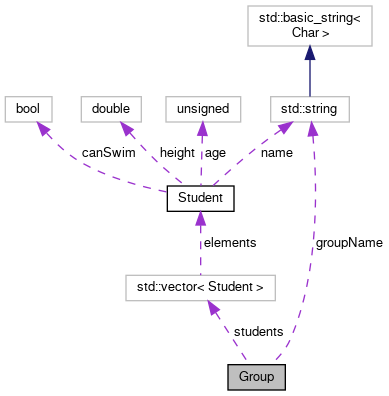 std::basic_string<
Char >
bool
double
unsigned
std::string
canSwim
height
age
name
Student
elements
groupName
std::vector< Student >
students
Group